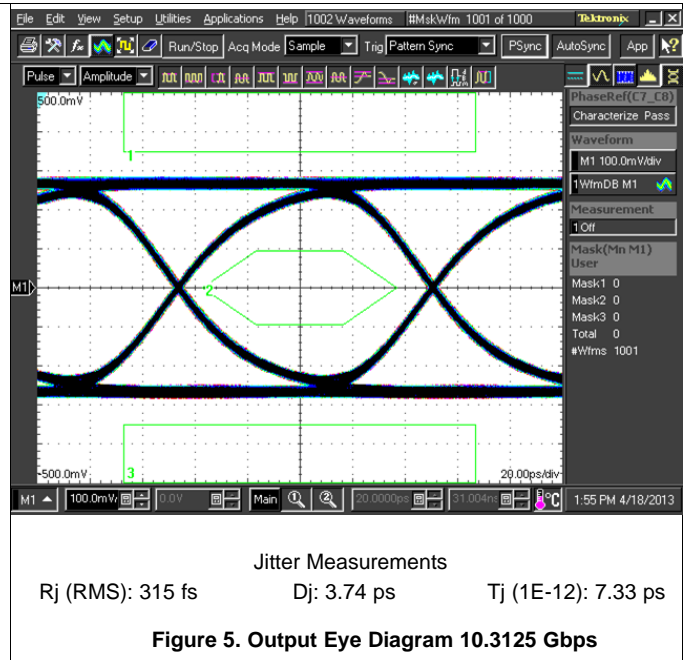 File Edit View Setup Utilities Applications Help 1002 Waveforms #MskWfm 1001 of 1000 Tektronix
Run/Stop Acq Mode Sample Trig Pattern Sync PSync AutoSync App
Pulse Amplitude
500.0mV
PhaseRef(C7_C8)
Characterize Pass
Waveform
M1 100.0mV/div
1 WfmDB M1
Measurement
1 Off
Mask(Mn M1)
User
Mask1 0
Mask2 0
Mask3 0
Total 0
#Wfms 1001
1
M1
2
3
-500.0mV
20.00ps/div
M1 100.0mV/ 0.0V Main 1 2 20.0000ps 31.004ns °C 1:55 PM 4/18/2013
Jitter Measurements
Rj (RMS): 315 fs Dj: 3.74 ps Tj (1E-12): 7.33 ps
Figure 5. Output Eye Diagram 10.3125 Gbps